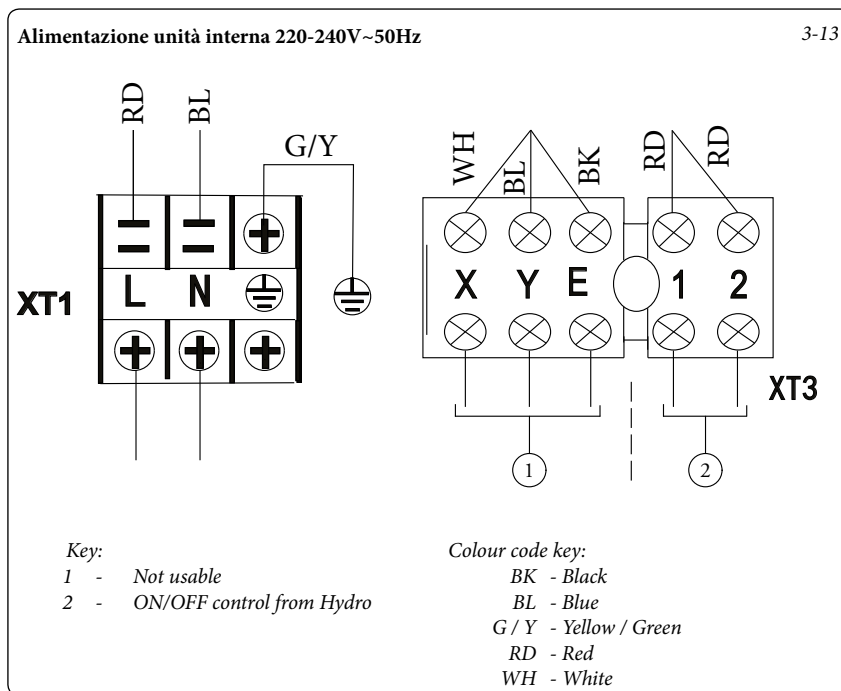 Alimentazione unità interna 220-240V~50Hz
3-13
RD BL
G/Y
XT1
L N
WH BL BK RD RD
X Y E 1 2
XT3
1 2
Key:
1 - Not usable
2 - ON/OFF control from Hydro
Colour code key:
BK - Black
BL - Blue
G / Y - Yellow / Green
RD - Red
WH - White